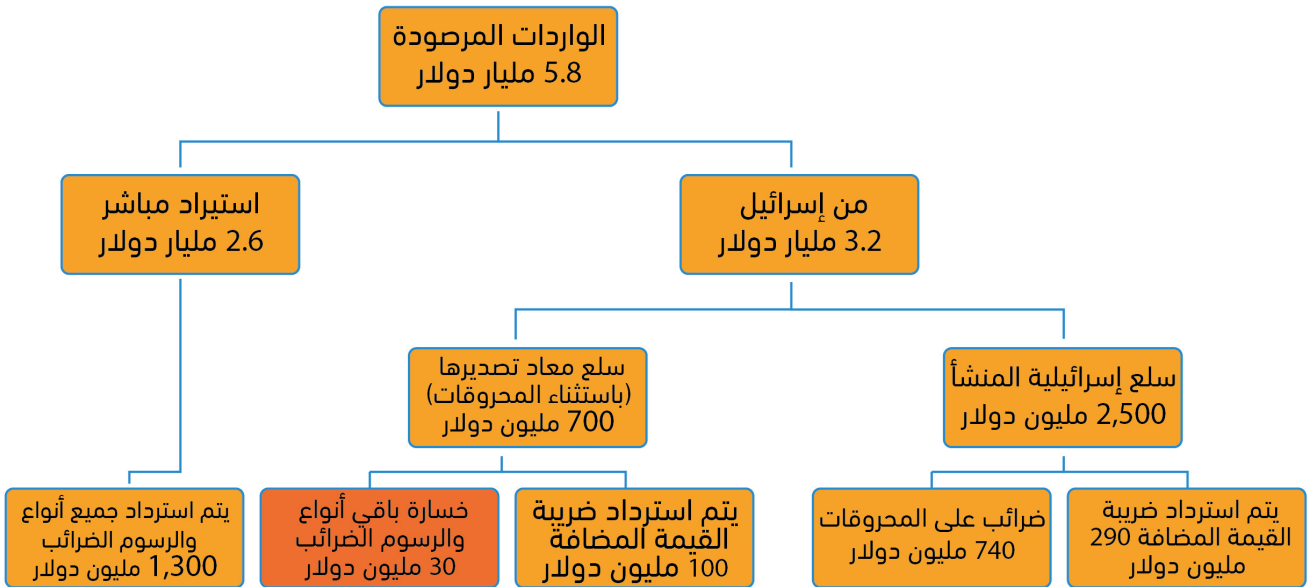 الواردات المرصودة
5.8 مليار دولار
استيراد مباشر
2.6 مليار دولار
من إسرائيل
3.2 مليار دولار
سلع معاد تصديرها
(باستثناء المحروقات)
700 مليون دولار
سلع إسرائيلية المنشأ
2,500 مليون دولار
يتم استرداد جميع أنواع
والرسوم الضرائب
1,300 مليون دولار
خسارة باقي أنواع
والرسوم الضرائب
30 مليون دولار
يتم استرداد ضريبة
القيمة المضافة
100 مليون دولار
ضرائب على المحروقات
740 مليون دولار
يتم استرداد ضريبة
القيمة المضافة 290
مليون دولار